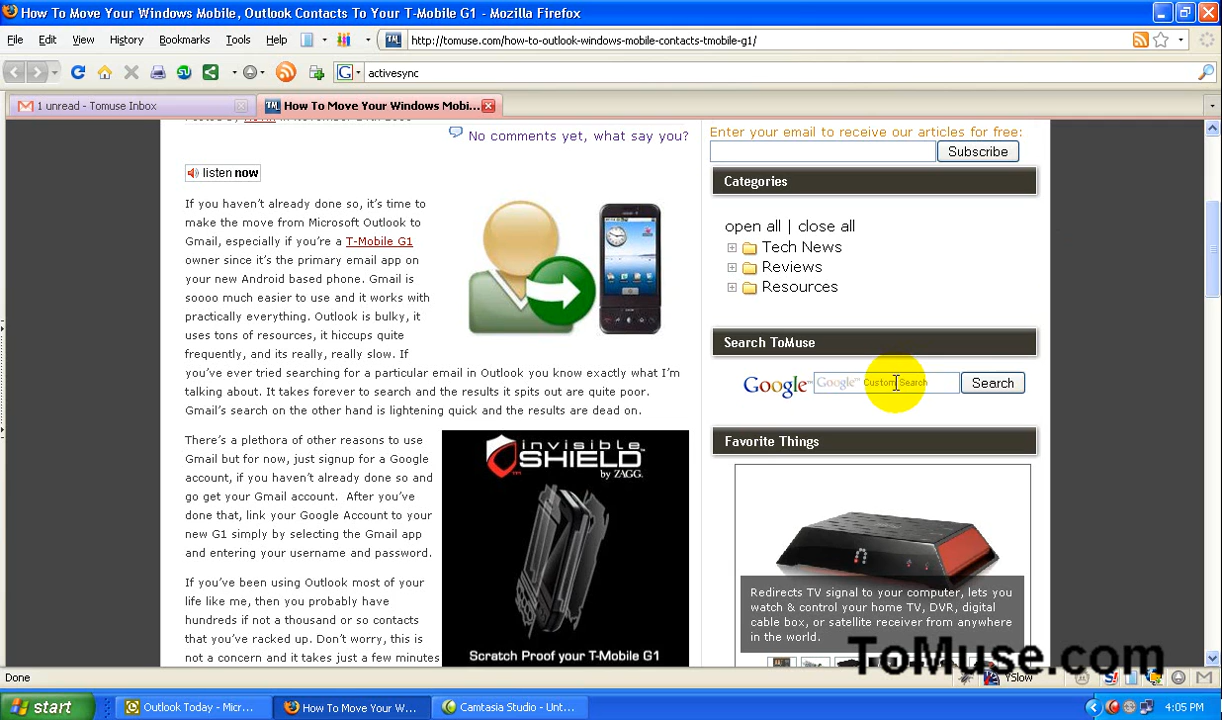 How To Move Your Windows Mobile, Outlook Contacts To Your T-Mobile G1 - Mozilla Firefox
File Edit View History Bookmarks Tools Help
http://tomuse.com/how-to-outlook-windows-mobile-contacts-tmobile-g1/
activesync
1 unread - Tomuse Inbox
How To Move Your Windows Mobi...
No comments yet, what say you?
listen now
If you haven't already done so, it's time to
make the move from Microsoft Outlook to
Gmail, especially if you're a T-Mobile G1
owner since it's the primary email app on
your new Android based phone. Gmail is
soooo much easier to use and it works with
practically everything. Outlook is bulky, it
uses tons of resources, it hiccups quite
frequently, and its really, really slow. If
you've ever tried searching for a particular email in Outlook you know exactly what I'm
talking about. It takes forever to search and the results it spits out are quite poor.
Gmail's search on the other hand is lightening quick and the results are dead on.
There's a plethora of other reasons to use
Gmail but for now, just signup for a Google
account, if you haven't already done so and
go get your Gmail account. After you've
done that, link your Google Account to your
new G1 simply by selecting the Gmail app
and entering your username and password.
If you've been using Outlook most of your
life like me, then you probably have
hundreds if not a thousand or so contacts
that you've racked up. Don't worry, this is
not a concern and it takes just a few minutes
invisible
SHIELD
by ZAGG.
Scratch Proof your T-Mobile G1
Enter your email to receive our articles for free:
Subscribe
Categories
open all | close all
Tech News
Reviews
Resources
Search ToMuse
Google™ Google™ Custom Search Search
Favorite Things
Redirects TV signal to your computer, lets you
watch & control your home TV, DVR, digital
cable box, or satellite receiver from anywhere
in the world.
ToMuse.com
Done
YSlow
start
Outlook Today - Micr...
How To Move Your W...
Camtasia Studio - Unt...
4:05 PM